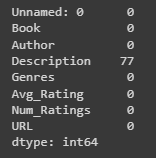 Unnamed: 0 0
Book 0
Author 0
Description 77
Genres 0
Avg_Rating 0
Num_Ratings 0
URL 0
dtype: int64